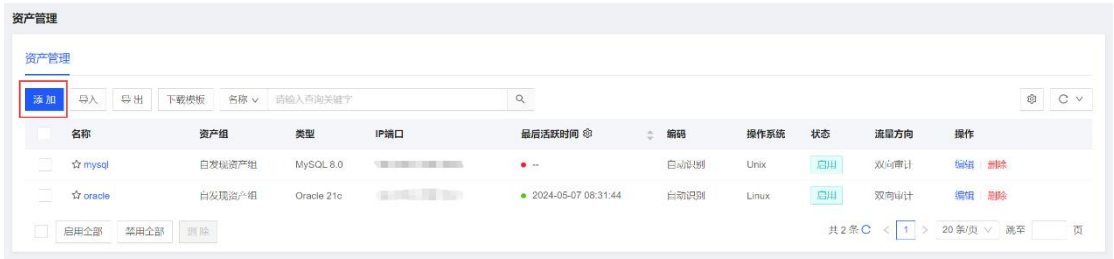 资产管理
资产管理
添加 导入 导出 下载模板 名称 请输入查询关键字
名称 资产组 类型 IP端口 最后活跃时间 编码 操作系统 状态 流量方向 操作
mysql 自发现资产组 MySQL 8.0 -- 自动识别 Unix 启用 双向审计 编辑 删除
oracle 自发现资产组 Oracle 21c 2024-05-07 08:31:44 自动识别 Linux 启用 双向审计 编辑 删除
启用全部 禁用全部 删除 共 2 条 < 1 > 20 条/页 跳至 页